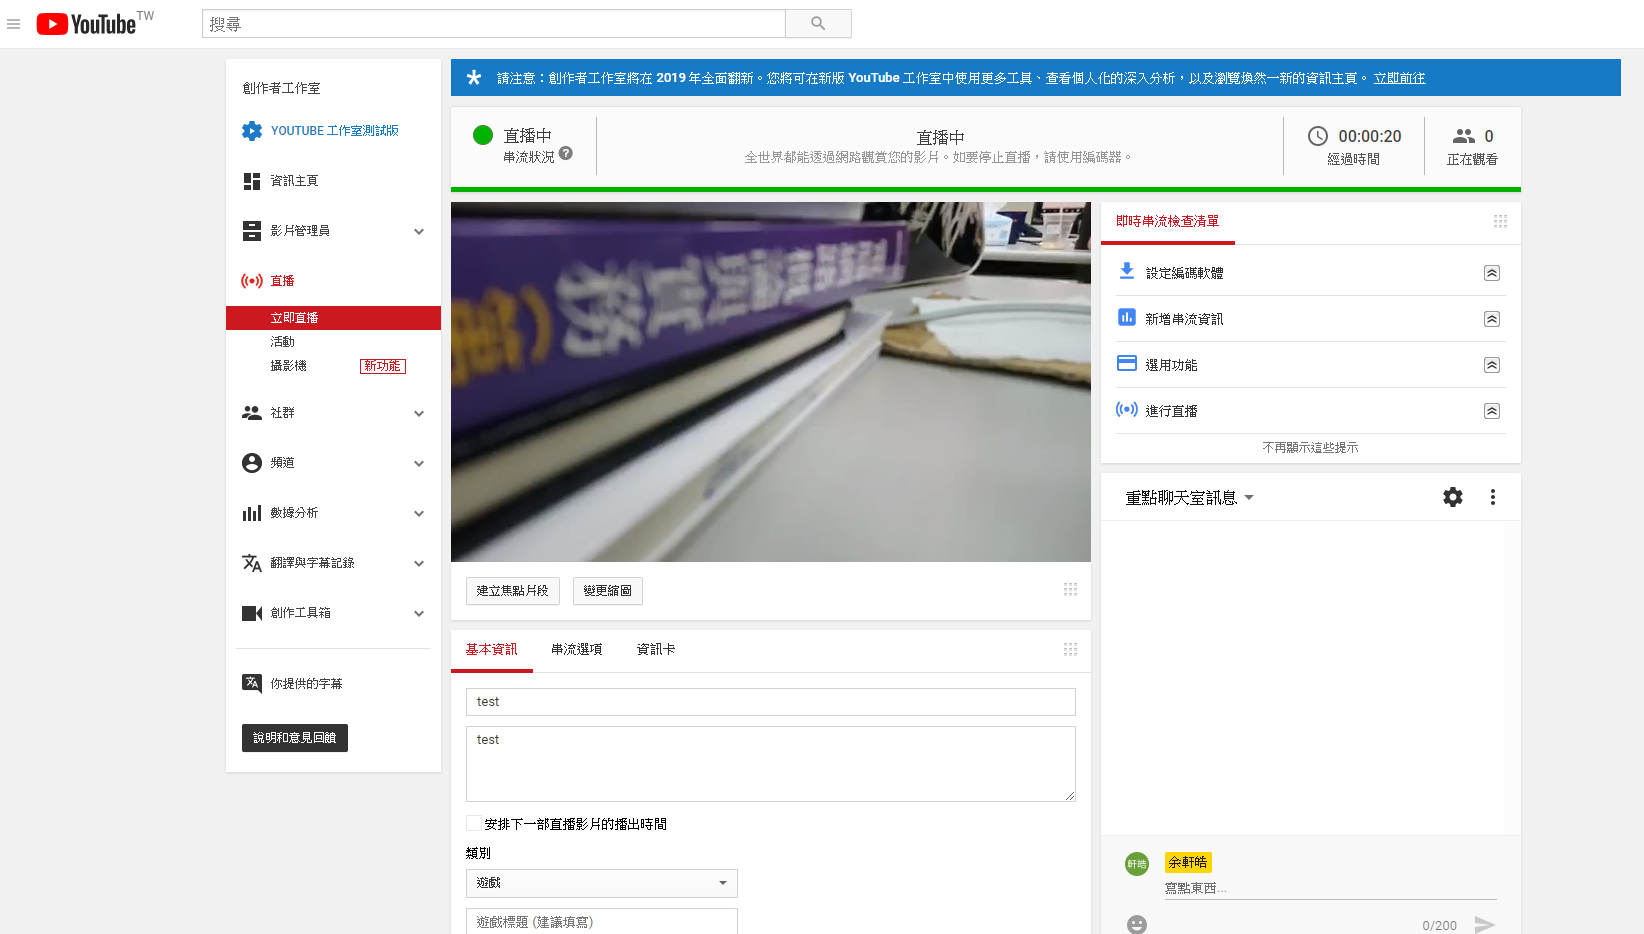 YouTube TW
搜尋
創作者工作室
YOUTUBE 工作室測試版
資訊主頁
影片管理員
直播
立即直播
活動
攝影機
新功能
社群
頻道
數據分析
翻譯與字幕記錄
創作工具箱
你提供的字幕
說明和意見回饋
請注意：創作者工作室將在 2019 年全面翻新。您將可在新版 YouTube 工作室中使用更多工具、查看個人化的深入分析，以及瀏覽煥然一新的資訊主頁。 立即前往
直播中
串流狀況 ?
直播中
全世界都能透過網路觀賞您的影片。如要停止直播，請使用編碼器。
00:00:20
經過時間
0
正在觀看
建立焦點片段
變更縮圖
基本資訊
串流選項
資訊卡
test
test
安排下一部直播影片的播出時間
類別
遊戲
遊戲標題 (建議填寫)
即時串流檢查清單
設定編碼軟體
新增串流資訊
選用功能
進行直播
不再顯示這些提示
重點聊天室訊息
軒皓
余軒皓
寫點東西...
0/200